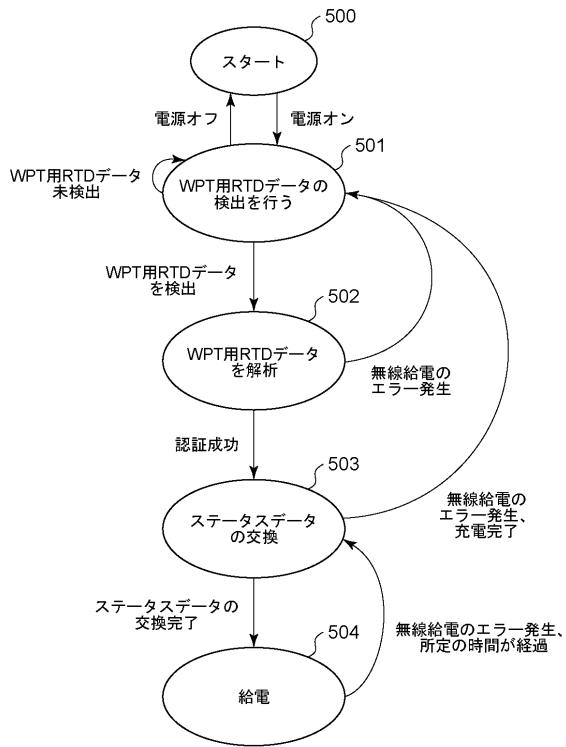 500
スタート
電源オフ
電源オン
501
WPT用RTDデータ
未検出
WPT用RTDデータの
検出を行う
WPT用RTDデータ
を検出
502
WPT用RTDデータ
を解析
無線給電の
エラー発生
認証成功
503
ステータスデータ
の交換
無線給電の
エラー発生、
充電完了
ステータスデータの
交換完了
無線給電のエラー発生、
所定の時間が経過
504
給電